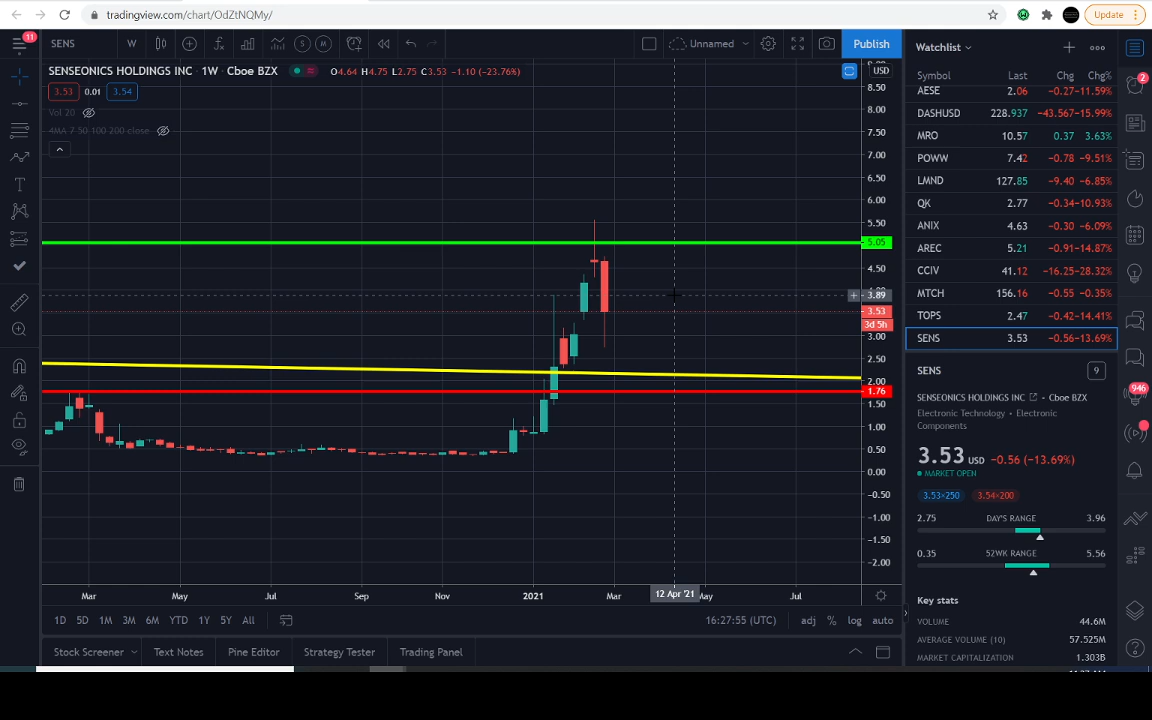 tradingview.com/chart/OdZtNQMy/
Update
11
SENS
W
S
M
Unnamed
Publish
Watchlist
SENSEONICS HOLDINGS INC · 1W · Cboe BZX
O4.64 H4.75 L2.75 C3.53 −1.10 (−23.76%)
USD
3.53
0.01
3.54
Vol 20
4MA 7 50 100 200 close
8.50
8.00
7.50
7.00
6.50
6.00
5.50
5.05
4.50
3.89
3.53
3d 5h
3.00
2.50
2.00
1.76
1.50
1.00
0.50
0.00
−0.50
−1.00
−1.50
−2.00
Mar
May
Jul
Sep
Nov
2021
Mar
12 Apr '21
May
Jul
1D 5D 1M 3M 6M YTD 1Y 5Y All
16:27:55 (UTC)
adj % log auto
Stock Screener
Text Notes
Pine Editor
Strategy Tester
Trading Panel
Symbol Last Chg Chg%
AESE 2.06 −0.27 −11.59%
DASHUSD 228.937 −43.567 −15.99%
MRO 10.57 0.37 3.63%
POWW 7.42 −0.78 −9.51%
LMND 127.85 −9.40 −6.85%
QK 2.77 −0.34 −10.93%
ANIX 4.63 −0.30 −6.09%
AREC 5.21 −0.91 −14.87%
CCIV 41.12 −16.25 −28.32%
MTCH 156.16 −0.55 −0.35%
TOPS 2.47 −0.42 −14.41%
SENS 3.53 −0.56 −13.69%
SENS
9
SENSEONICS HOLDINGS INC · Cboe BZX
Electronic Technology · Electronic
Components
3.53 USD −0.56 (−13.69%)
MARKET OPEN
3.53×250
3.54×200
2.75 DAY'S RANGE 3.96
0.35 52WK RANGE 5.56
Key stats
VOLUME 44.6M
AVERAGE VOLUME (10) 57.525M
MARKET CAPITALIZATION 1.303B
2
946